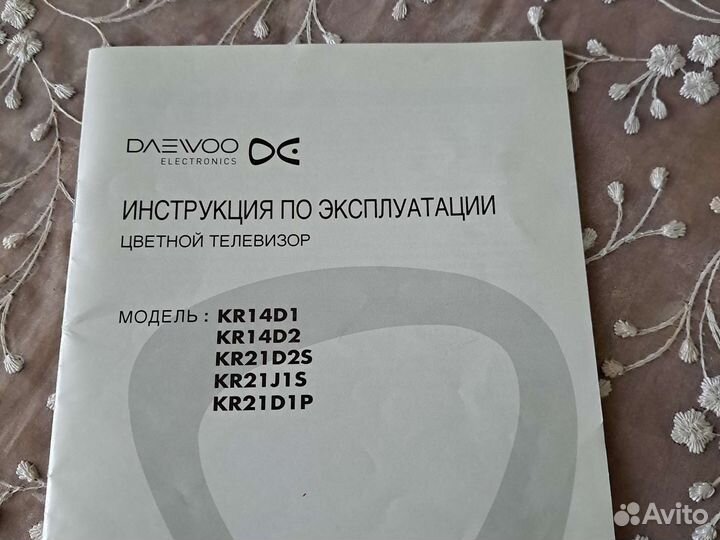 DAEWOO
ELECTRONICS
ИНСТРУКЦИЯ ПО ЭКСПЛУАТАЦИИ
ЦВЕТНОЙ ТЕЛЕВИЗОР
МОДЕЛЬ : KR14D1
KR14D2
KR21D2S
KR21J1S
KR21D1P
Avito